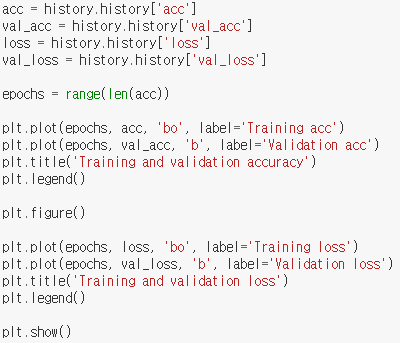 acc = history.history['acc']
val_acc = history.history['val_acc']
loss = history.history['loss']
val_loss = history.history['val_loss']
epochs = range(len(acc))
plt.plot(epochs, acc, 'bo', label='Training acc')
plt.plot(epochs, val_acc, 'b', label='Validation acc')
plt.title('Training and validation accuracy')
plt.legend()
plt.figure()
plt.plot(epochs, loss, 'bo', label='Training loss')
plt.plot(epochs, val_loss, 'b', label='Validation loss')
plt.title('Training and validation loss')
plt.legend()
plt.show()